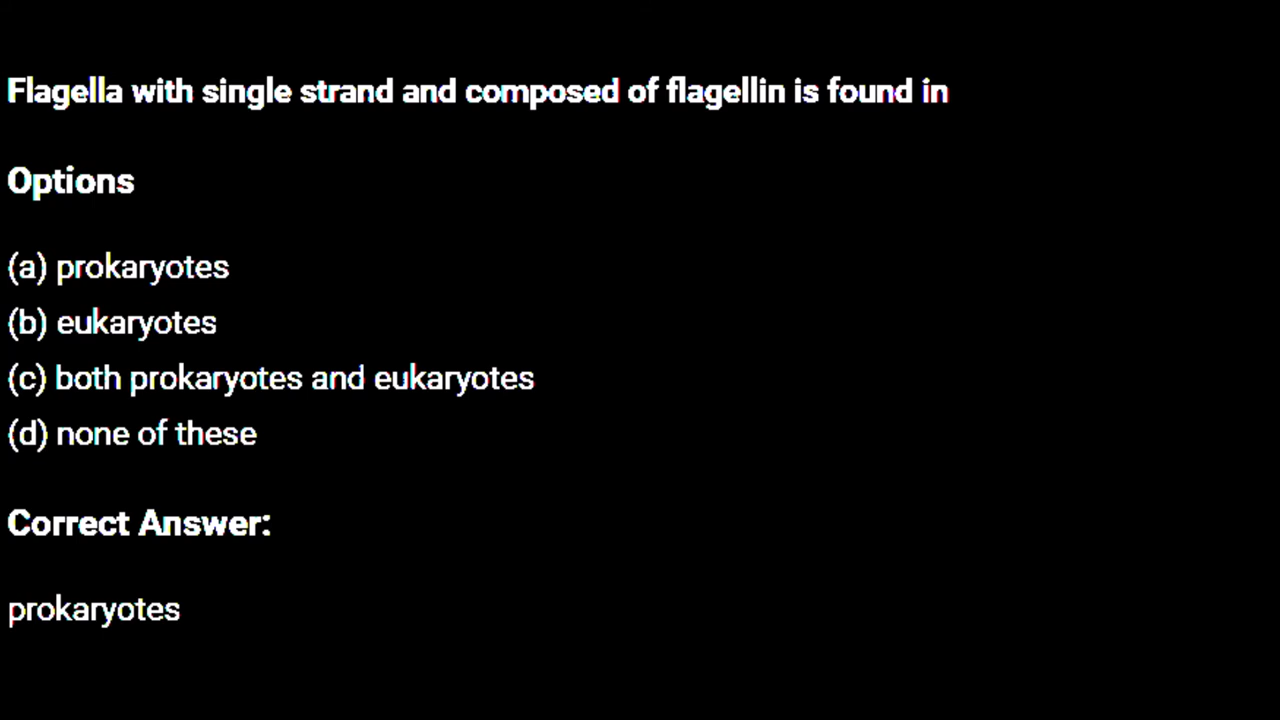 Flagella with single strand and composed of flagellin is found in
Options
(a) prokaryotes
(b) eukaryotes
(c) both prokaryotes and eukaryotes
(d) none of these
Correct Answer:
prokaryotes